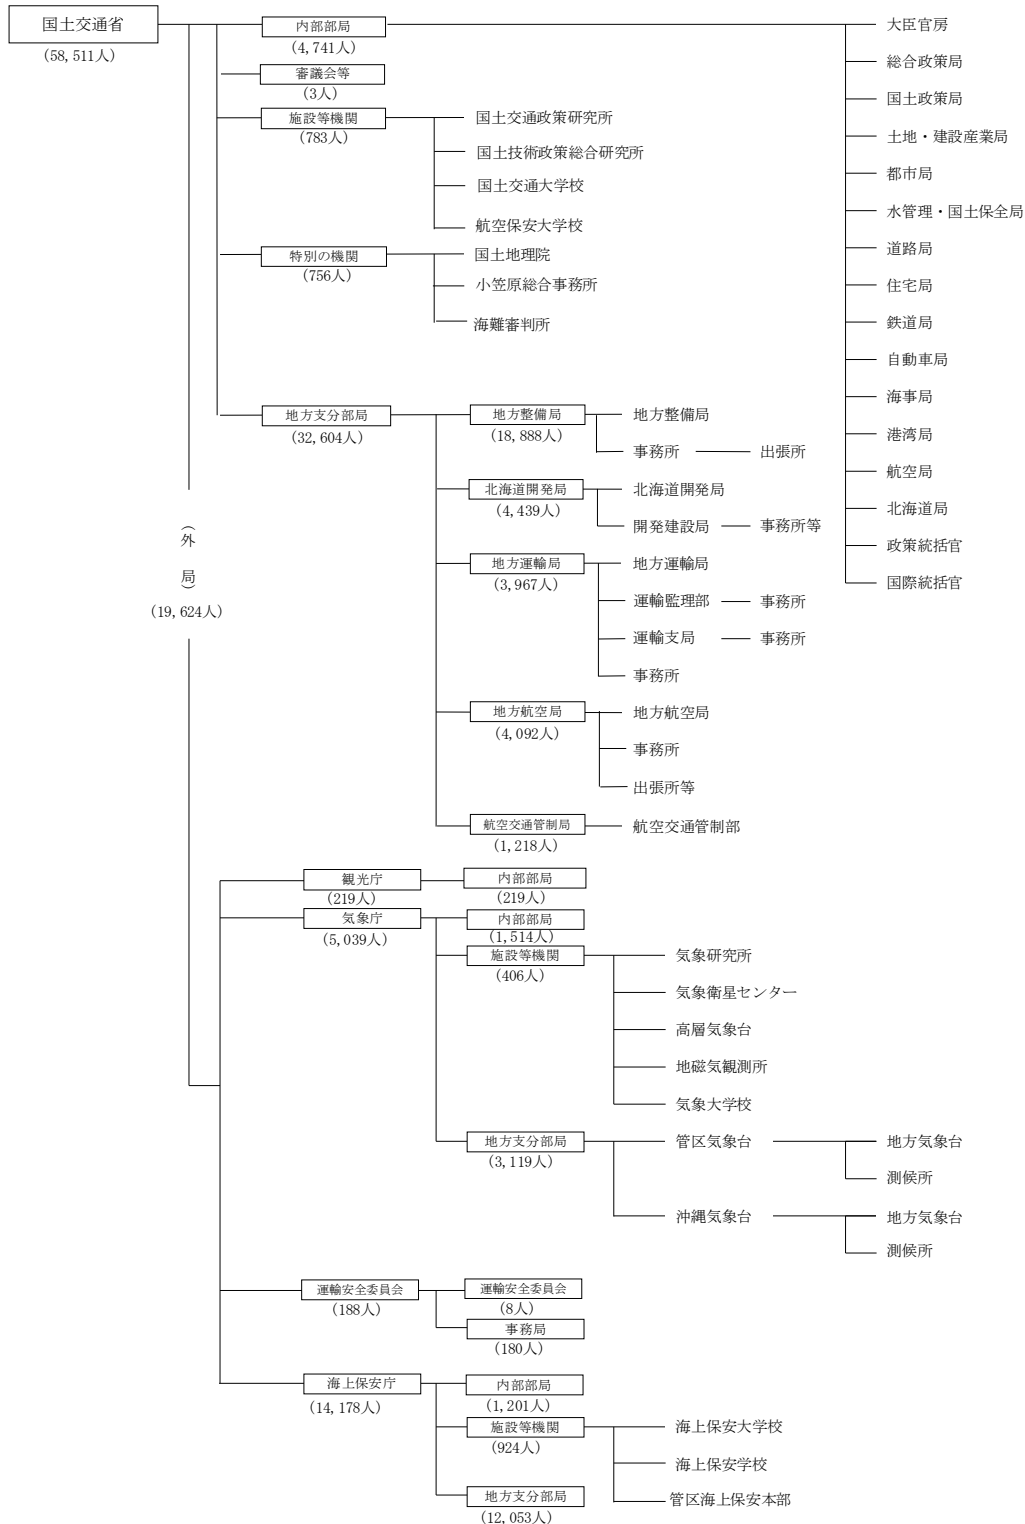 国土交通省
(58,511人)
内部部局
(4,741人)
大臣官房
総合政策局
国土政策局
土地・建設産業局
都市局
水管理・国土保全局
道路局
住宅局
鉄道局
自動車局
海事局
港湾局
航空局
北海道局
政策統括官
国際統括官
審議会等
(3人)
施設等機関
(783人)
国土交通政策研究所
国土技術政策総合研究所
国土交通大学校
航空保安大学校
特別の機関
(756人)
国土地理院
小笠原総合事務所
海難審判所
地方支分部局
(32,604人)
地方整備局
(18,888人)
地方整備局
事務所
出張所
北海道開発局
(4,439人)
北海道開発局
開発建設局
事務所等
地方運輸局
(3,967人)
地方運輸局
運輸監理部
事務所
運輸支局
事務所
事務所
地方航空局
(4,092人)
地方航空局
事務所
出張所等
航空交通管制局
(1,218人)
航空交通管制部
(外局)
(19,624人)
観光庁
(219人)
内部部局
(219人)
気象庁
(5,039人)
内部部局
(1,514人)
施設等機関
(406人)
気象研究所
気象衛星センター
高層気象台
地磁気観測所
気象大学校
地方支分部局
(3,119人)
管区気象台
地方気象台
測候所
沖縄気象台
地方気象台
測候所
運輸安全委員会
(188人)
運輸安全委員会
(8人)
事務局
(180人)
海上保安庁
(14,178人)
内部部局
(1,201人)
施設等機関
(924人)
海上保安大学校
海上保安学校
管区海上保安本部
地方支分部局
(12,053人)